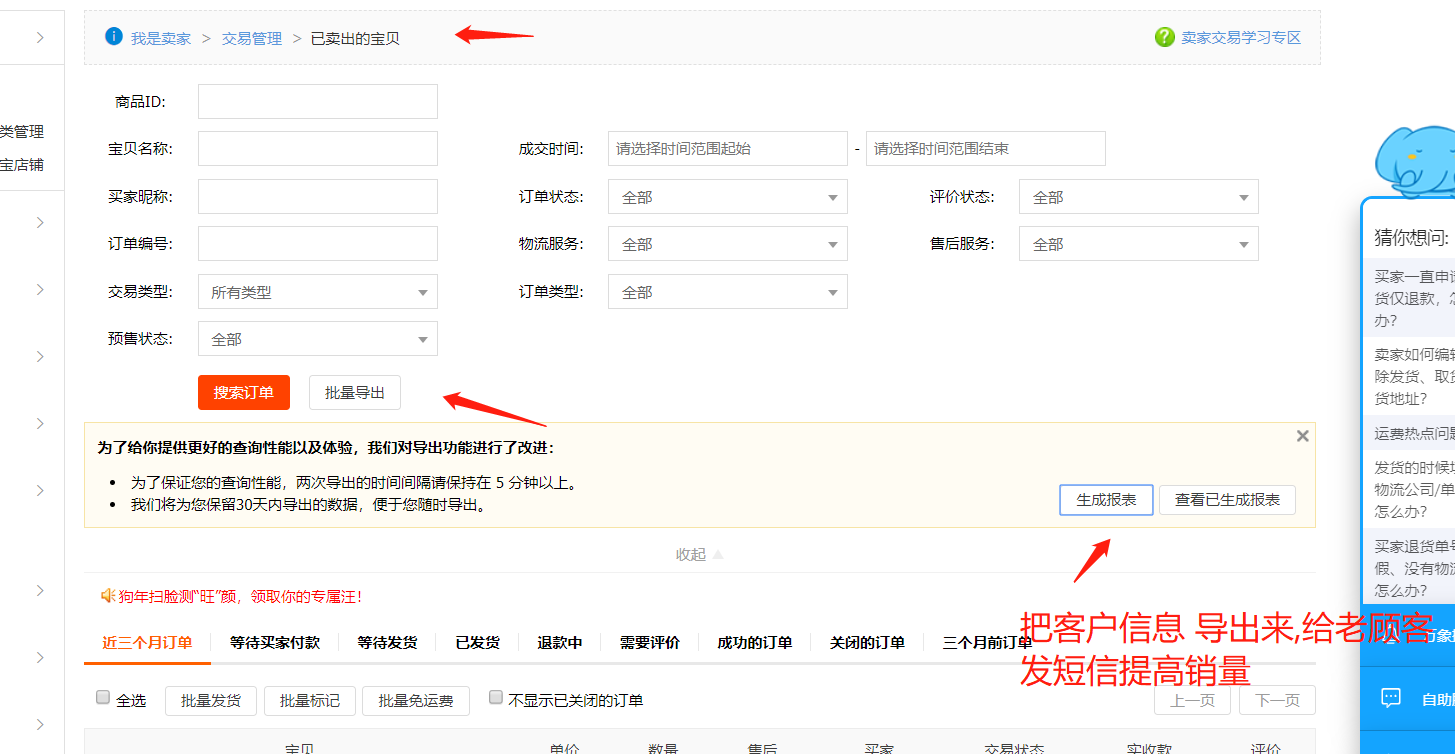 我是卖家 > 交易管理 > 已卖出的宝贝
卖家交易学习专区
商品ID:
类管理
宝贝名称:
成交时间:
请选择时间范围起始 - 请选择时间范围结束
宝店铺
买家昵称:
订单状态: 全部
评价状态: 全部
订单编号:
物流服务: 全部
售后服务: 全部
交易类型: 所有类型
订单类型: 全部
预售状态: 全部
搜索订单 批量导出
为了给你提供更好的查询性能以及体验，我们对导出功能进行了改进：
• 为了保证您的查询性能，两次导出的时间间隔请保持在 5 分钟以上。
• 我们将为您保留30天内导出的数据，便于您随时导出。
生成报表 查看已生成报表
收起
狗年扫脸测“旺”颜，领取你的专属汪！
近三个月订单 等待买家付款 等待发货 已发货 退款中 需要评价 成功的订单 关闭的订单 三个月前订单
把客户信息 导出来,给老顾客
发短信提高销量
全选 批量发货 批量标记 批量免运费 不显示已关闭的订单
上一页 下一页
宝贝 单价 数量 售后 买家 交易状态 实收款 评价
猜你想问:
买家一直申
货仅退款，
办?
卖家如何编
除发货、取
货地址?
运费热点问
发货的时候
物流公司/单
怎么办?
买家退货单
假、没有物
怎么办?
万象
自助